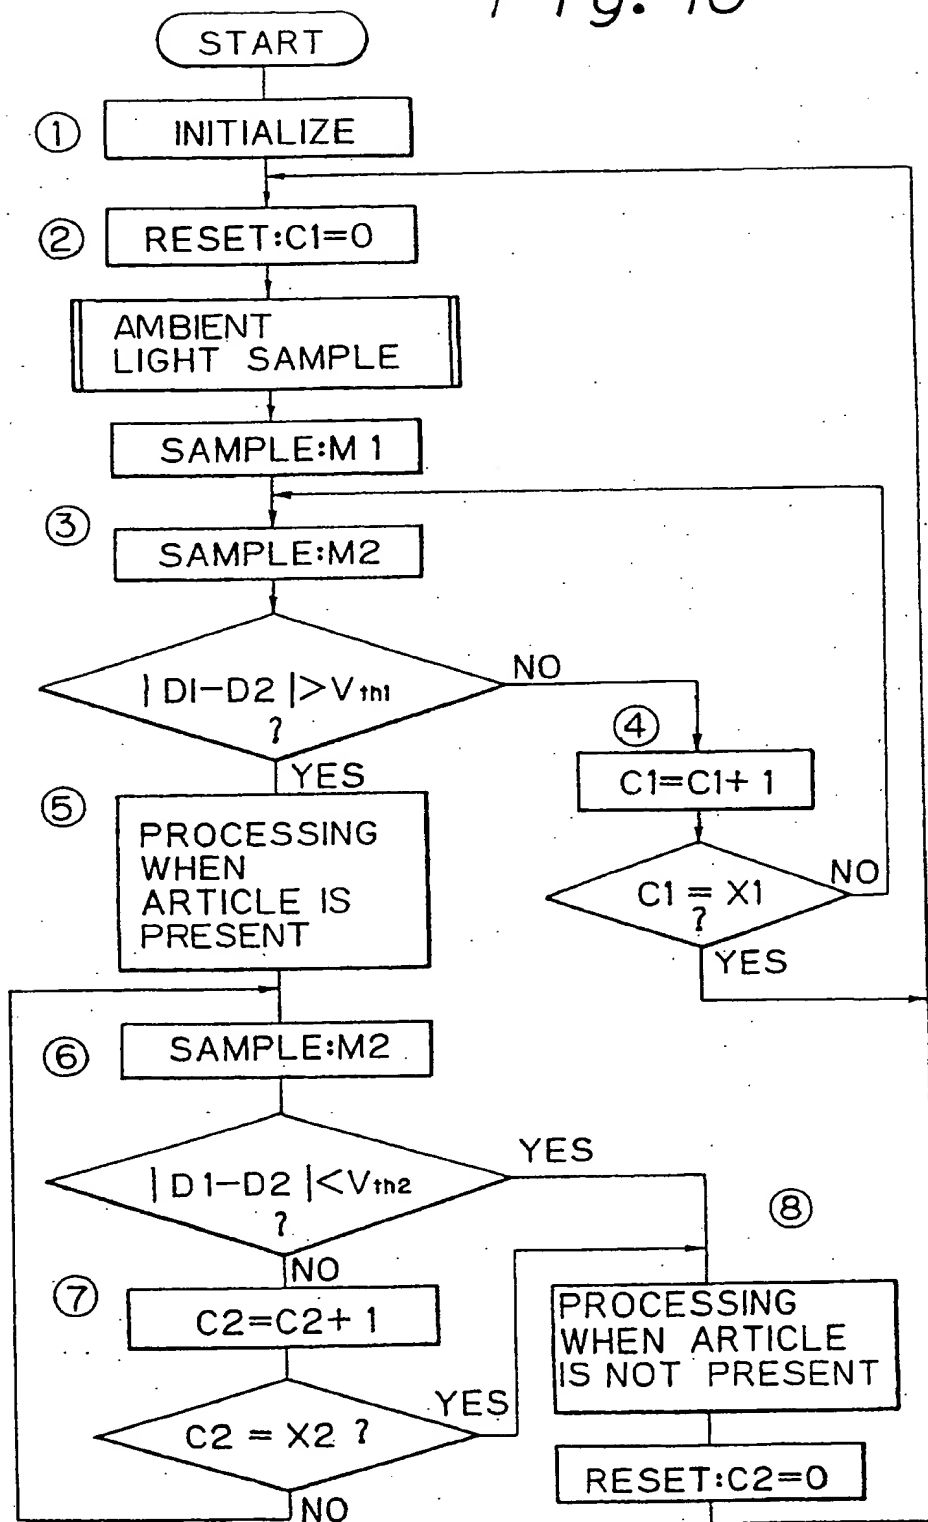 Fig. 10
START
① INITIALIZE
② RESET:C1=0
AMBIENT
LIGHT SAMPLE
SAMPLE:M1
③
SAMPLE:M2
|D1-D2|>Vth1
?
NO
YES
④
C1=C1+1
C1=X1
?
NO
YES
⑤
PROCESSING
WHEN
ARTICLE IS
PRESENT
⑥ SAMPLE:M2
|D1-D2|<Vth2
?
YES
NO
⑦
C2=C2+1
C2=X2 ?
YES
NO
⑧
PROCESSING
WHEN ARTICLE
IS NOT PRESENT
RESET:C2=0